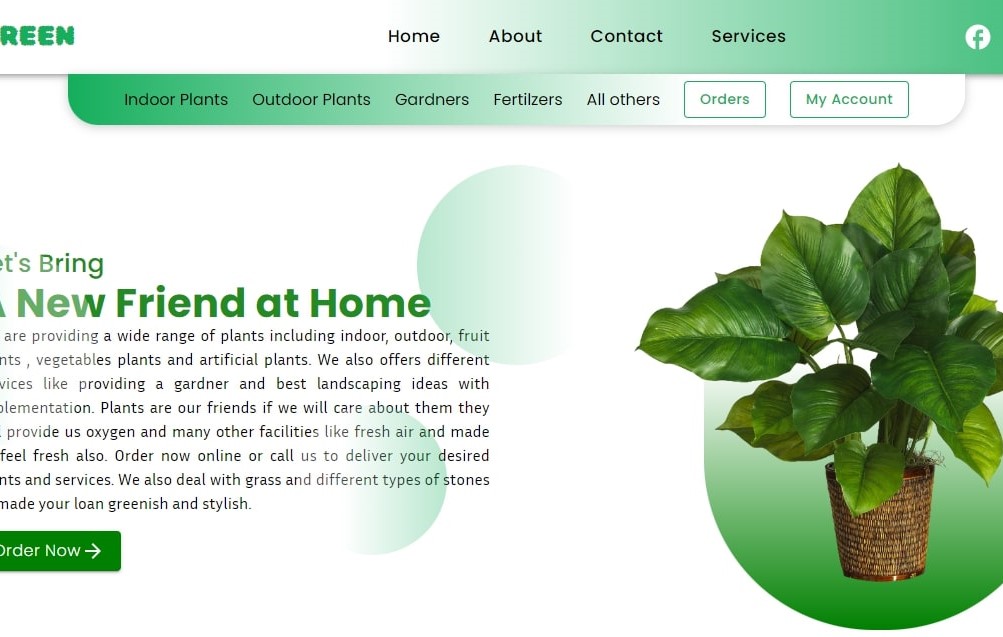 REEN
Home About Contact Services
Indoor Plants Outdoor Plants Gardners Fertilzers All others Orders My Account
et's Bring
A New Friend at Home
are providing a wide range of plants including indoor, outdoor, fruit
nts , vegetables plants and artificial plants. We also offers different
vices like providing a gardner and best landscaping ideas with
plementation. Plants are our friends if we will care about them they
provide us oxygen and many other facilities like fresh air and made
feel fresh also. Order now online or call us to deliver your desired
nts and services. We also deal with grass and different types of stones
made your loan greenish and stylish.
Order Now